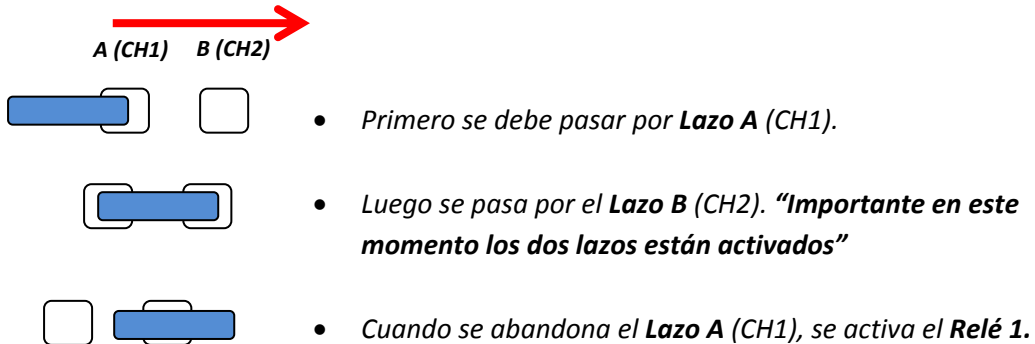 A (CH1) B (CH2)
• Primero se debe pasar por Lazo A (CH1).
• Luego se pasa por el Lazo B (CH2). “Importante en este
momento los dos lazos están activados”
• Cuando se abandona el Lazo A (CH1), se activa el Relé 1.